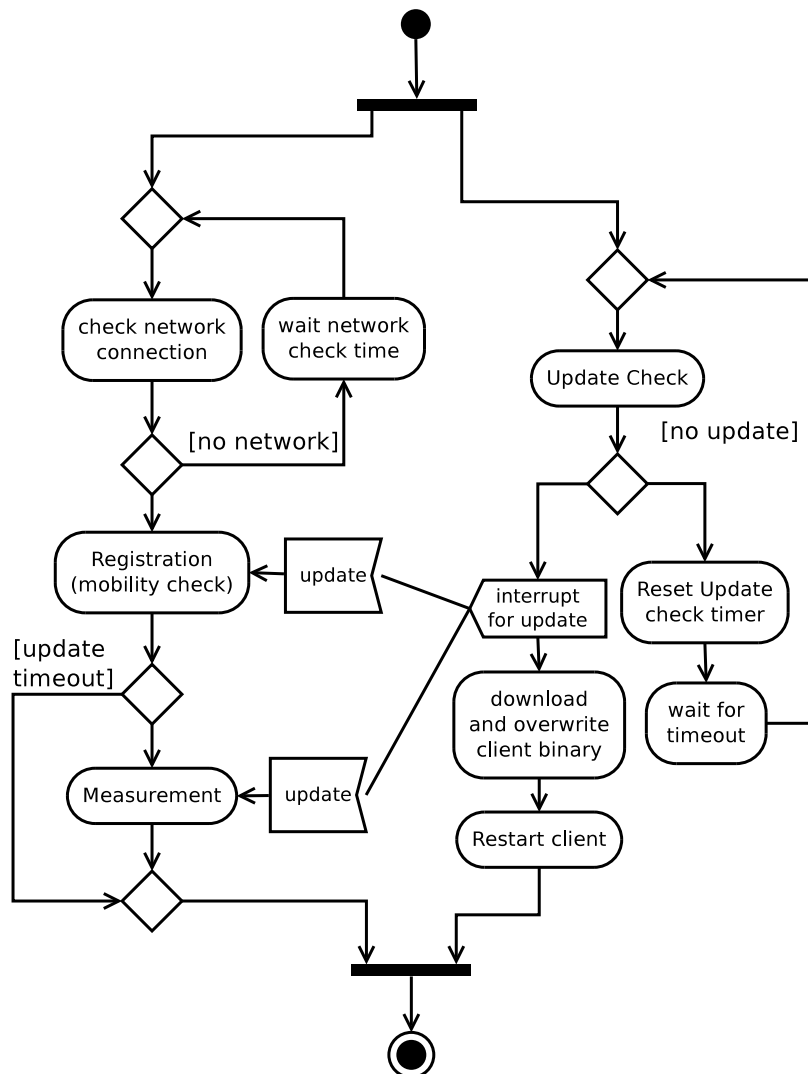 check network
connection
wait network
check time
Update Check
[no network]
[no update]
Registration
(mobility check)
update
interrupt
for update
Reset Update
check timer
[update
timeout]
download
and overwrite
client binary
wait for
timeout
Measurement
update
Restart client